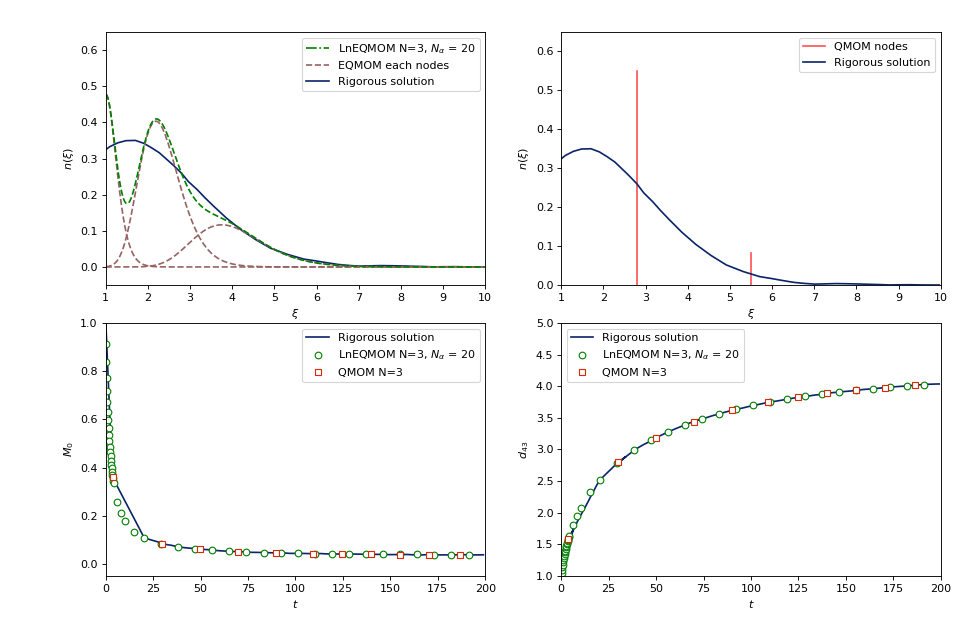 LnEQMOM N=3, Nα = 20
EQMOM each nodes
Rigorous solution
n(ξ)
0.6
0.5
0.4
0.3
0.2
0.1
0.0
1 2 3 4 5 6 7 8 9 10
ξ
QMOM nodes
Rigorous solution
n(ξ)
0.6
0.5
0.4
0.3
0.2
0.1
0.0
1 2 3 4 5 6 7 8 9 10
ξ
Rigorous solution
LnEQMOM N=3, Nα = 20
QMOM N=3
M₀
1.0
0.8
0.6
0.4
0.2
0.0
0 25 50 75 100 125 150 175 200
t
Rigorous solution
LnEQMOM N=3, Nα = 20
QMOM N=3
d₄₃
5.0
4.5
4.0
3.5
3.0
2.5
2.0
1.5
1.0
0 25 50 75 100 125 150 175 200
t